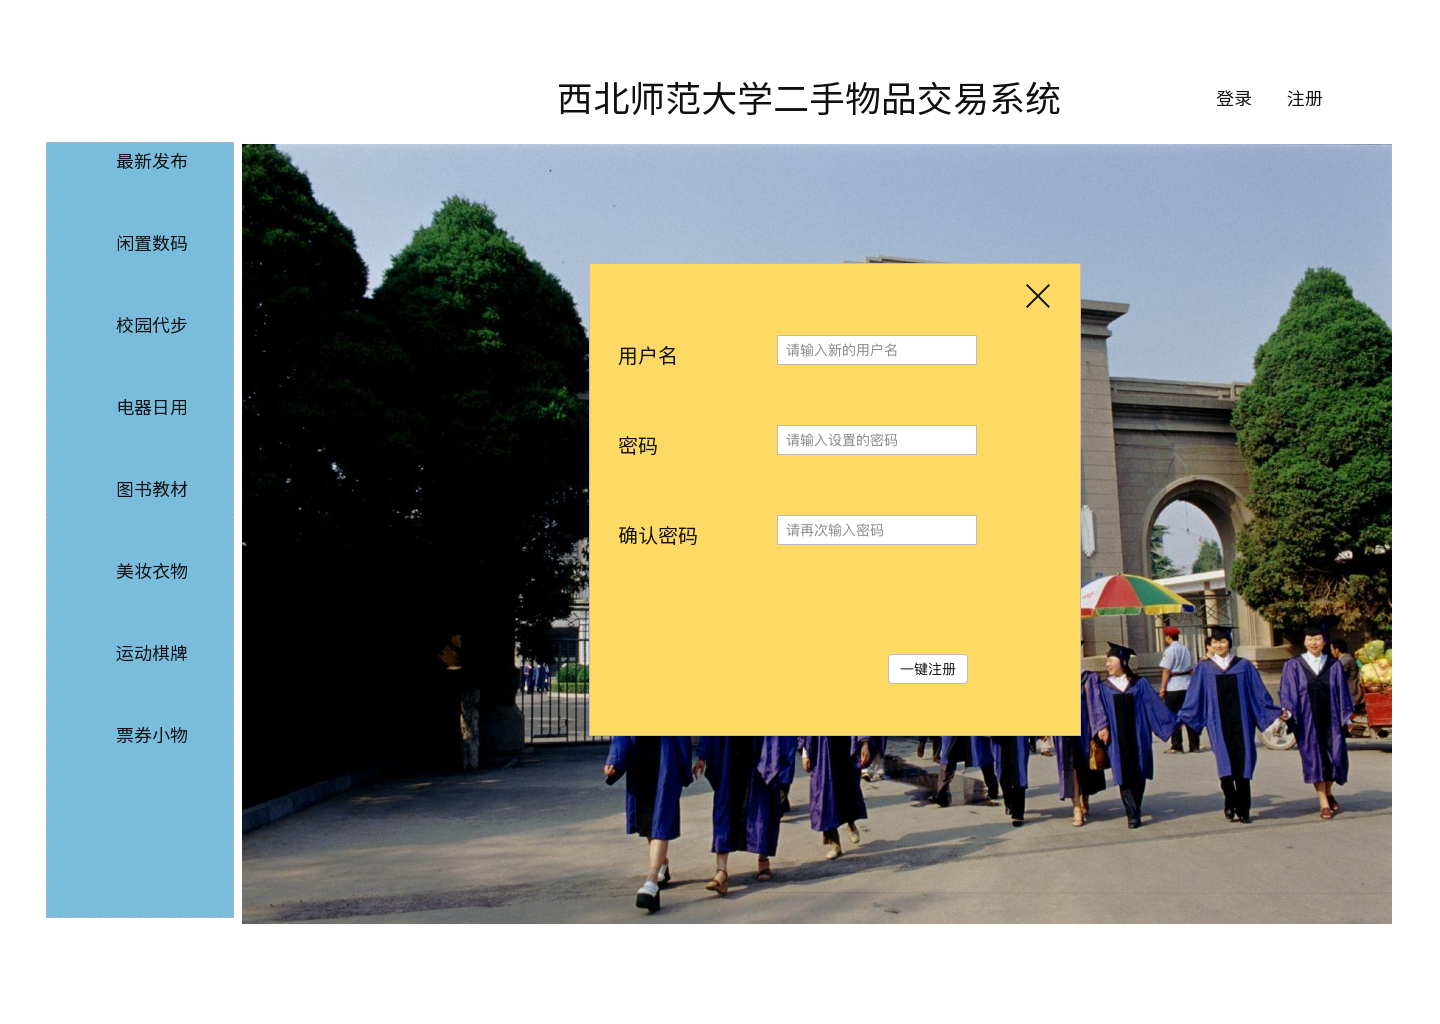 西北师范大学二手物品交易系统
登录 注册
最新发布
闲置数码
校园代步
电器日用
图书教材
美妆衣物
运动棋牌
票券小物
用户名 请输入新的用户名
密码 请输入设置的密码
确认密码 请再次输入密码
一键注册